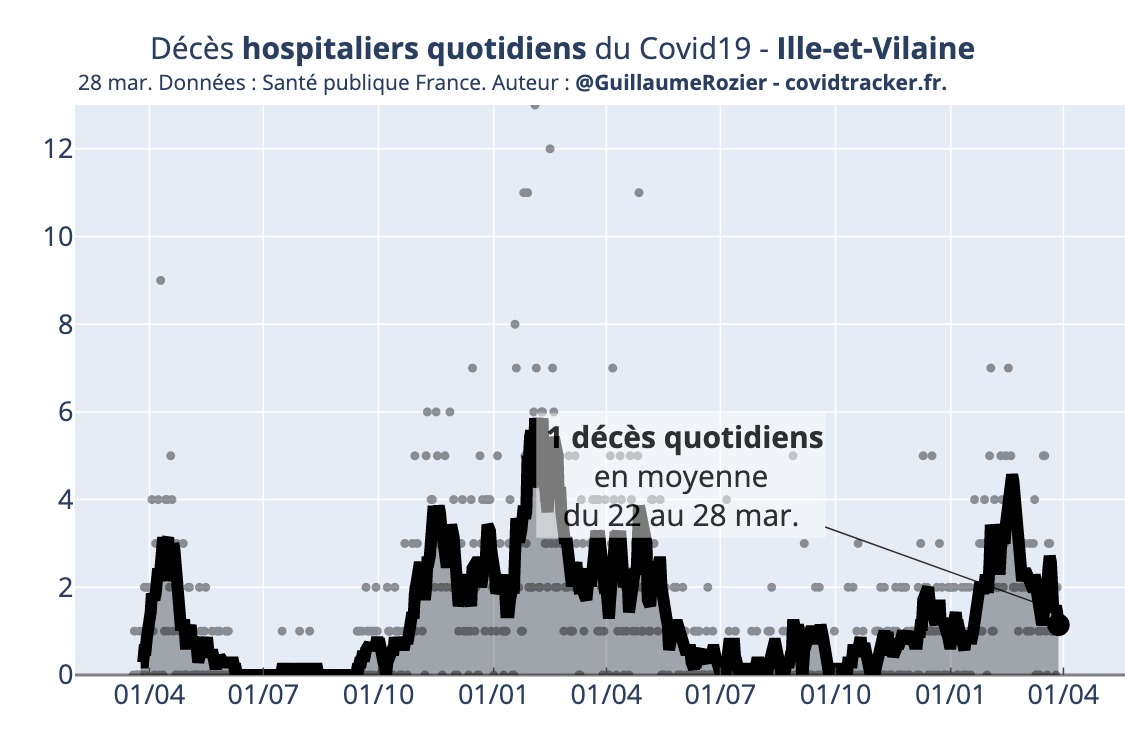 Décès hospitaliers quotidiens du Covid19 - Ille-et-Vilaine
28 mar. Données : Santé publique France. Auteur : @GuillaumeRozier - covidtracker.fr.
12
10
8
6
4
2
0
1 décès quotidiens
en moyenne
du 22 au 28 mar.
01/04 01/07 01/10 01/01 01/04 01/07 01/10 01/01 01/04